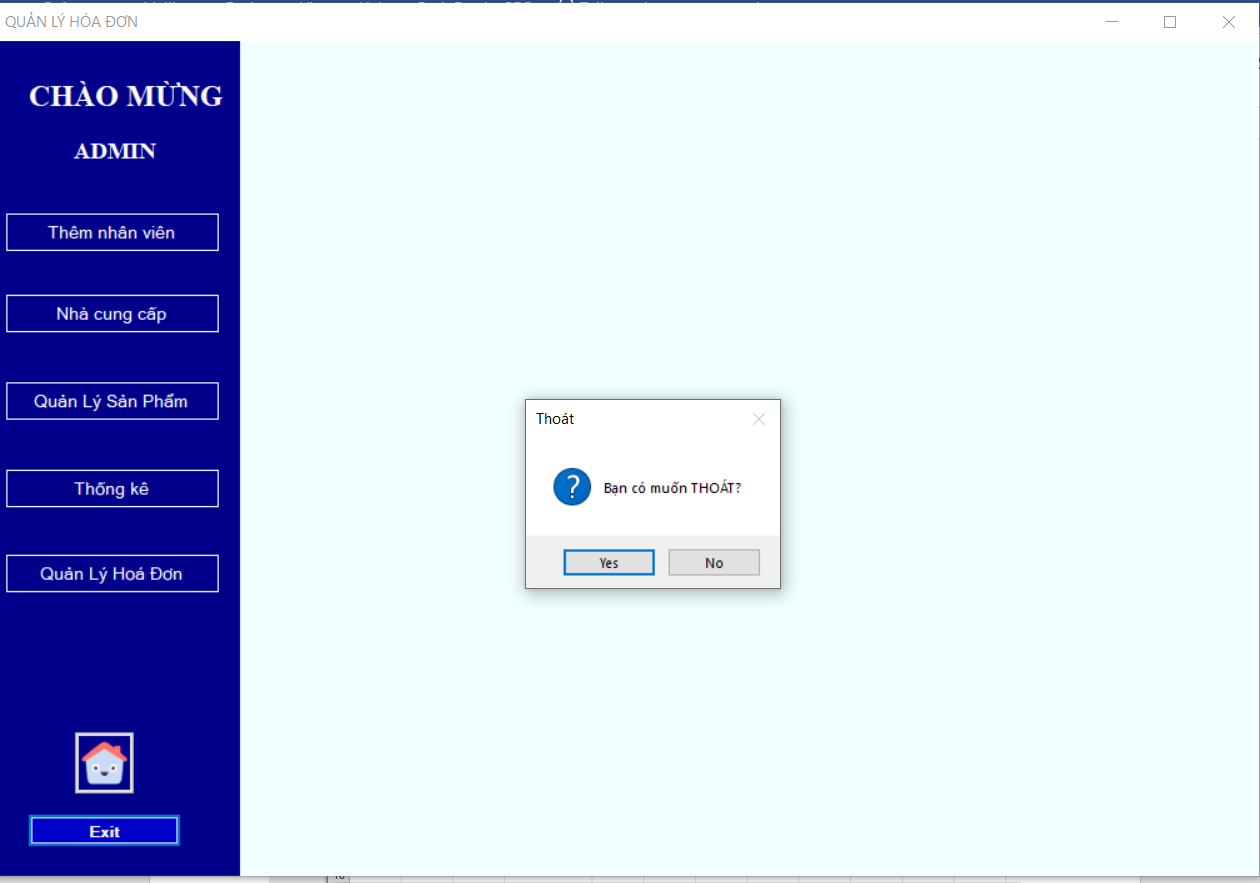 QUẢN LÝ HÓA ĐƠN
CHÀO MỪNG
ADMIN
Thêm nhân viên
Nhà cung cấp
Quản Lý Sản Phẩm
Thống kê
Quản Lý Hoá Đơn
Exit
Thoát
Bạn có muốn THOÁT?
Yes
No